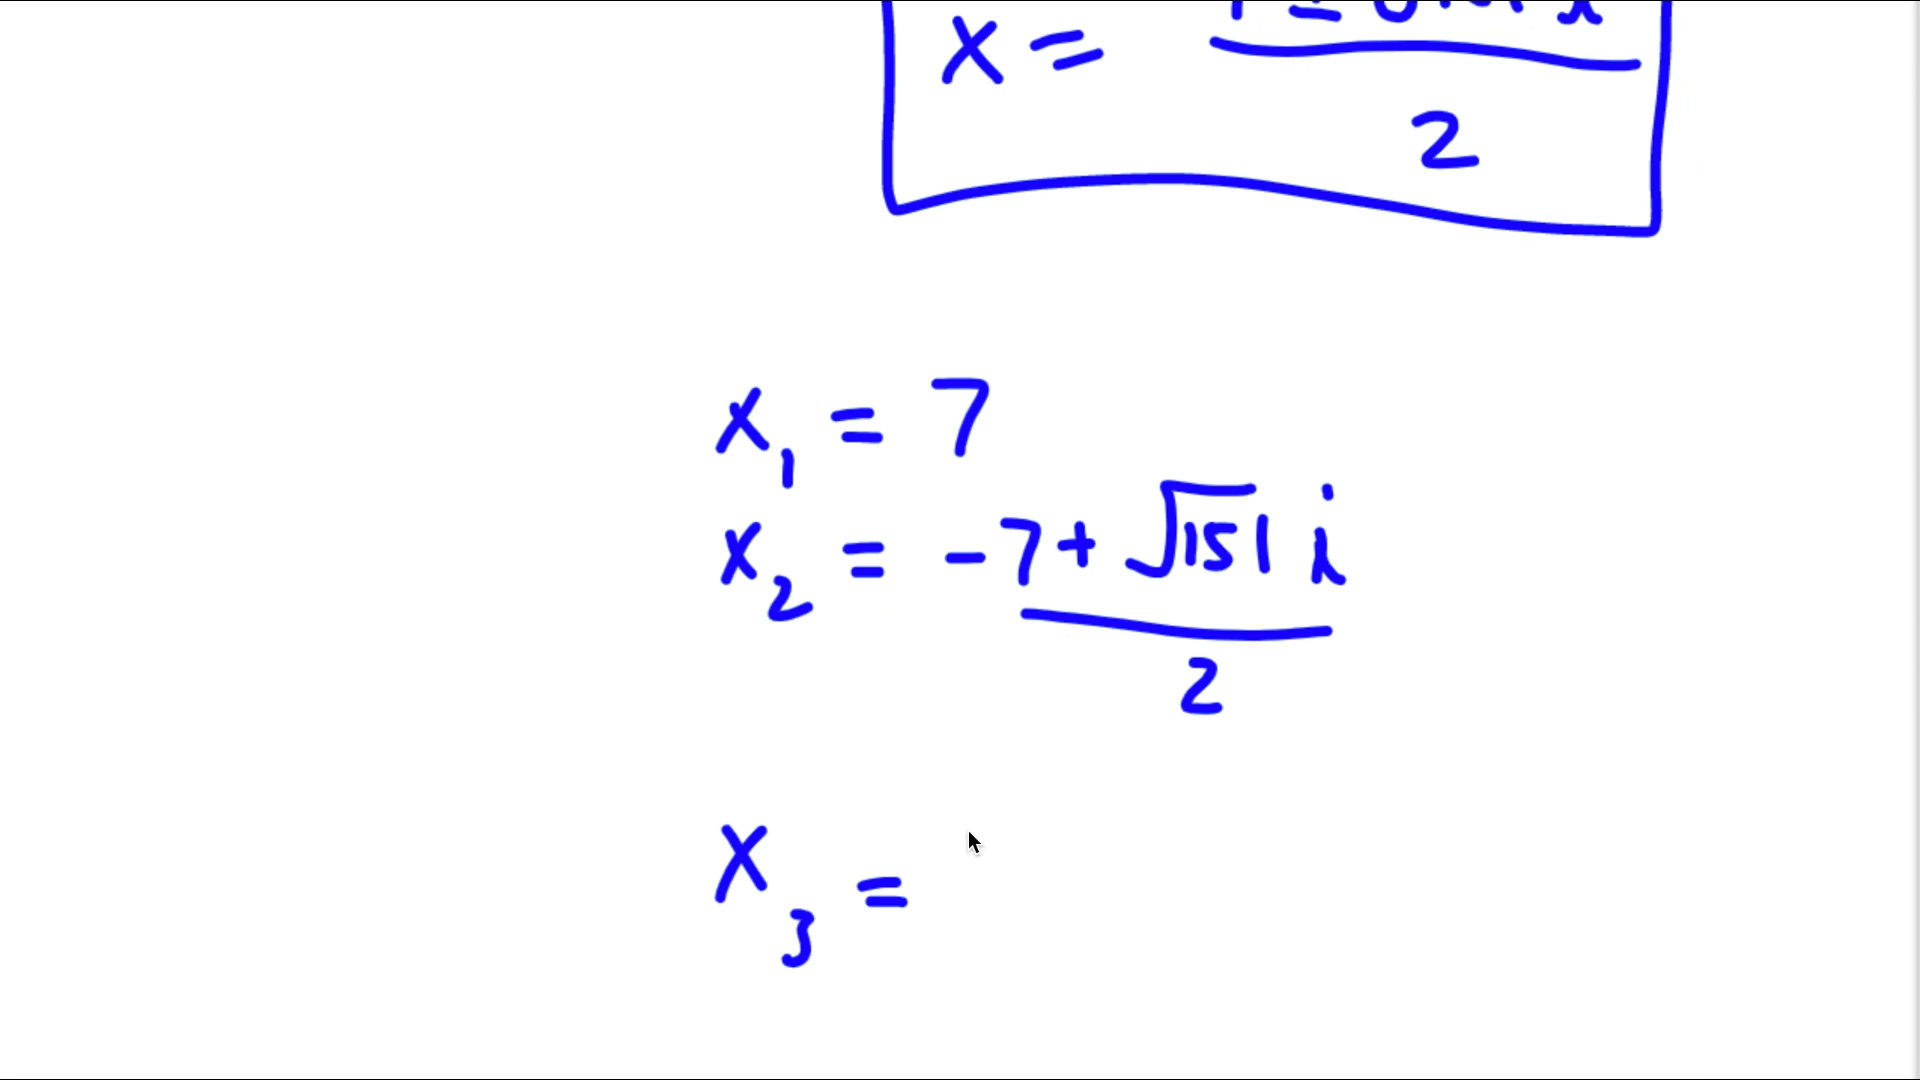 x =
2
x₁ = 7
x₂ = -7 + √151 i
2
x₃ =